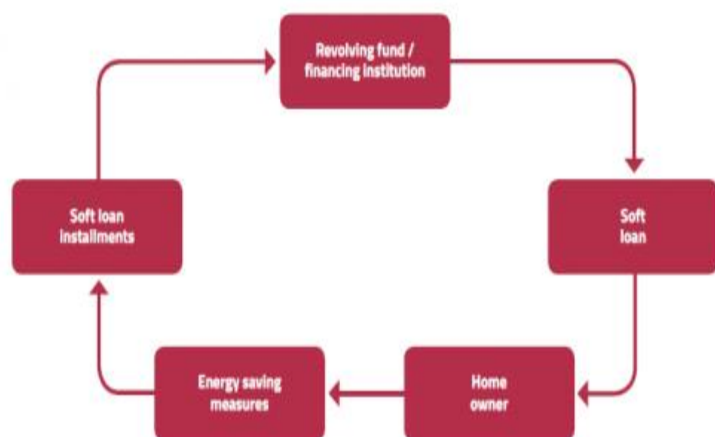 Revolving fund /
financing institution
Soft loan
installments
Soft
loan
Energy saving
measures
Home
owner